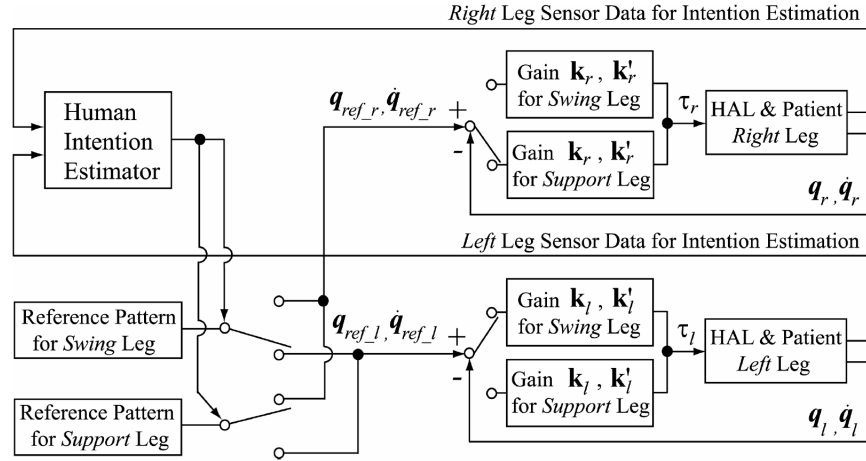 Right Leg Sensor Data for Intention Estimation
Human
Intention
Estimator
q_ref_r, q̇_ref_r
+
-
Gain k_r, k'_r
for Swing Leg
Gain k_r, k'_r
for Support Leg
τ_r
HAL & Patient
Right Leg
q_r, q̇_r
Left Leg Sensor Data for Intention Estimation
Reference Pattern
for Swing Leg
Reference Pattern
for Support Leg
q_ref_l, q̇_ref_l
+
-
Gain k_l, k'_l
for Swing Leg
Gain k_l, k'_l
for Support Leg
τ_l
HAL & Patient
Left Leg
q_l, q̇_l